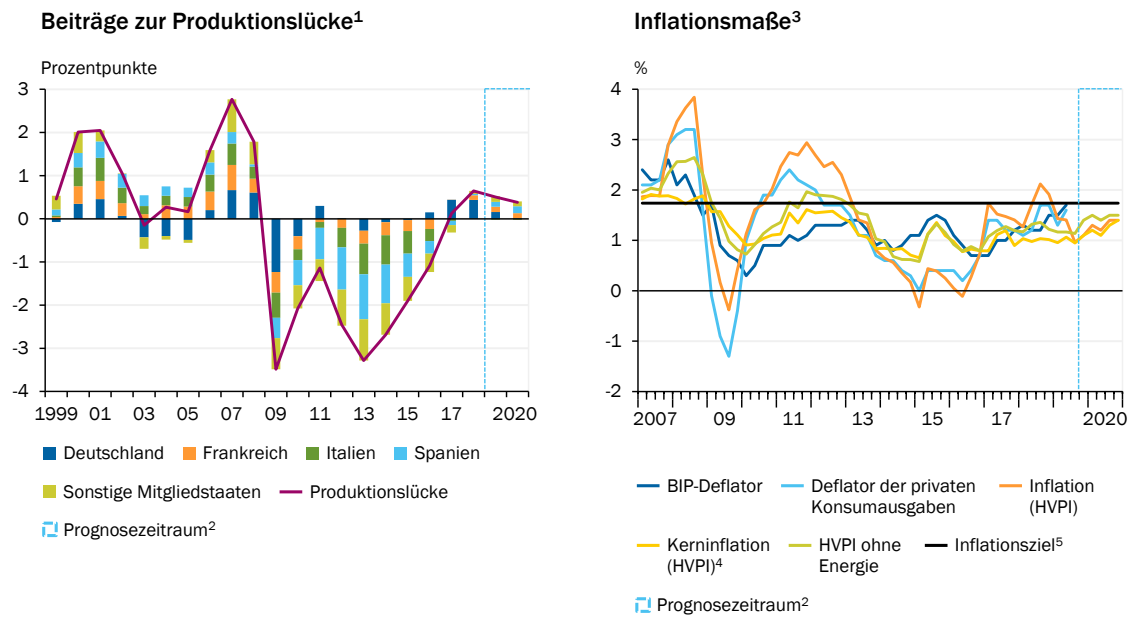 Beiträge zur Produktionslücke¹
Prozentpunkte
3
2
1
0
-1
-2
-3
-4
1999 01 03 05 07 09 11 13 15 17 2020
Deutschland Frankreich Italien Spanien
Sonstige Mitgliedstaaten Produktionslücke
Prognosezeitraum²
Inflationsmaße³
%
4
3
2
1
0
-1
-2
2007 09 11 13 15 17 2020
BIP-Deflator Deflator der privaten Inflation
Konsumausgaben (HVPI)
Kerninflation HVPI ohne Inflationsziel⁵
(HVPI)⁴ Energie
Prognosezeitraum²